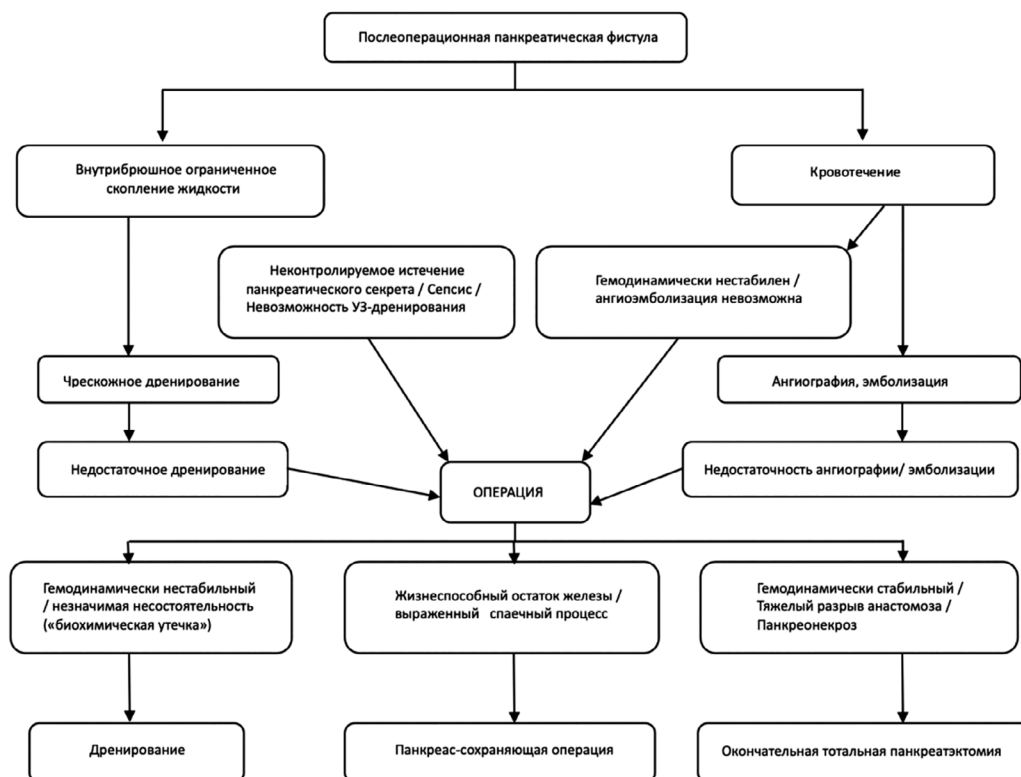 Послеоперационная панкреатическая фистула
Внутрибрюшное ограниченное
скопление жидкости
Кровотечение
Неконтролируемое истечение
панкреатического секрета / Сепсис /
Невозможность УЗ-дренирования
Гемодинамически нестабилен /
ангиоэмболизация невозможна
Чрескожное дренирование
Ангиография, эмболизация
Недостаточное дренирование
ОПЕРАЦИЯ
Недостаточность ангиографии/ эмболизации
Гемодинамически нестабильный
/ незначимая несостоятельность
(«биохимическая утечка»)
Жизнеспособный остаток железы /
выраженный спаечный процесс
Гемодинамически стабильный /
Тяжелый разрыв анастомоза /
Панкреонекроз
Дренирование
Панкреас-сохраняющая операция
Окончательная тотальная панкреатэктомия